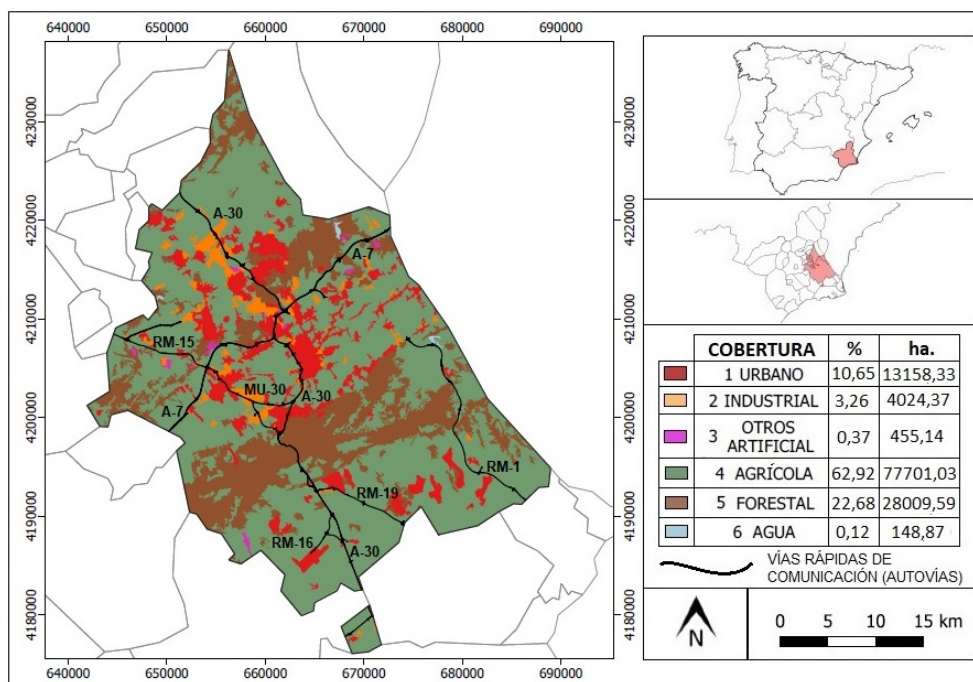 640000 650000 660000 670000 680000 690000
4230000
4220000
4210000
4200000
4190000
4180000
A-30
A-7
RM-15
MU-30
A-30
A-7
RM-1
RM-19
RM-16
A-30
4230000
4220000
4210000
4200000
4190000
4180000
640000 650000 660000 670000 680000 690000
COBERTURA % ha.
1 URBANO 10,65 13158,33
2 INDUSTRIAL 3,26 4024,37
3 OTROS
ARTIFICIAL 0,37 455,14
4 AGRÍCOLA 62,92 77701,03
5 FORESTAL 22,68 28009,59
6 AGUA 0,12 148,87
VÍAS RÁPIDAS DE
COMUNICACIÓN (AUTOVÍAS)
N
0 5 10 15 km